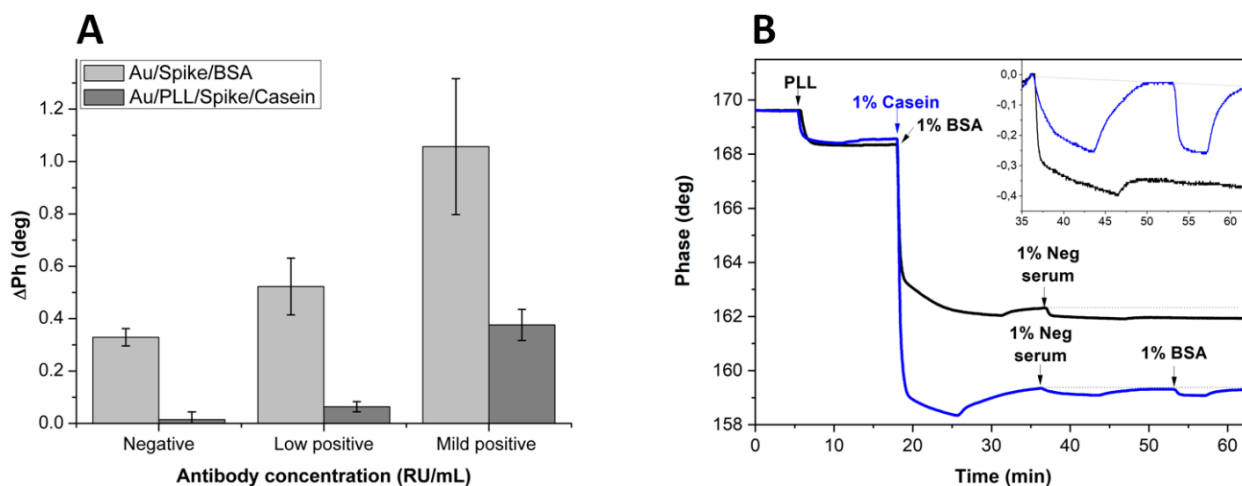 A
Au/Spike/BSA
Au/PLL/Spike/Casein
1.2
1.0
0.8
0.6
0.4
0.2
0.0
ΔPh (deg)
Negative
Low positive
Mild positive
Antibody concentration (RU/mL)
B
PLL
1% Casein
1% BSA
1% Neg
serum
1% Neg
serum
1% BSA
170
168
166
164
162
160
158
Phase (deg)
0
10
20
30
40
50
60
Time (min)
0,0
-0,1
-0,2
-0,3
-0,4
35
40
45
50
55
60